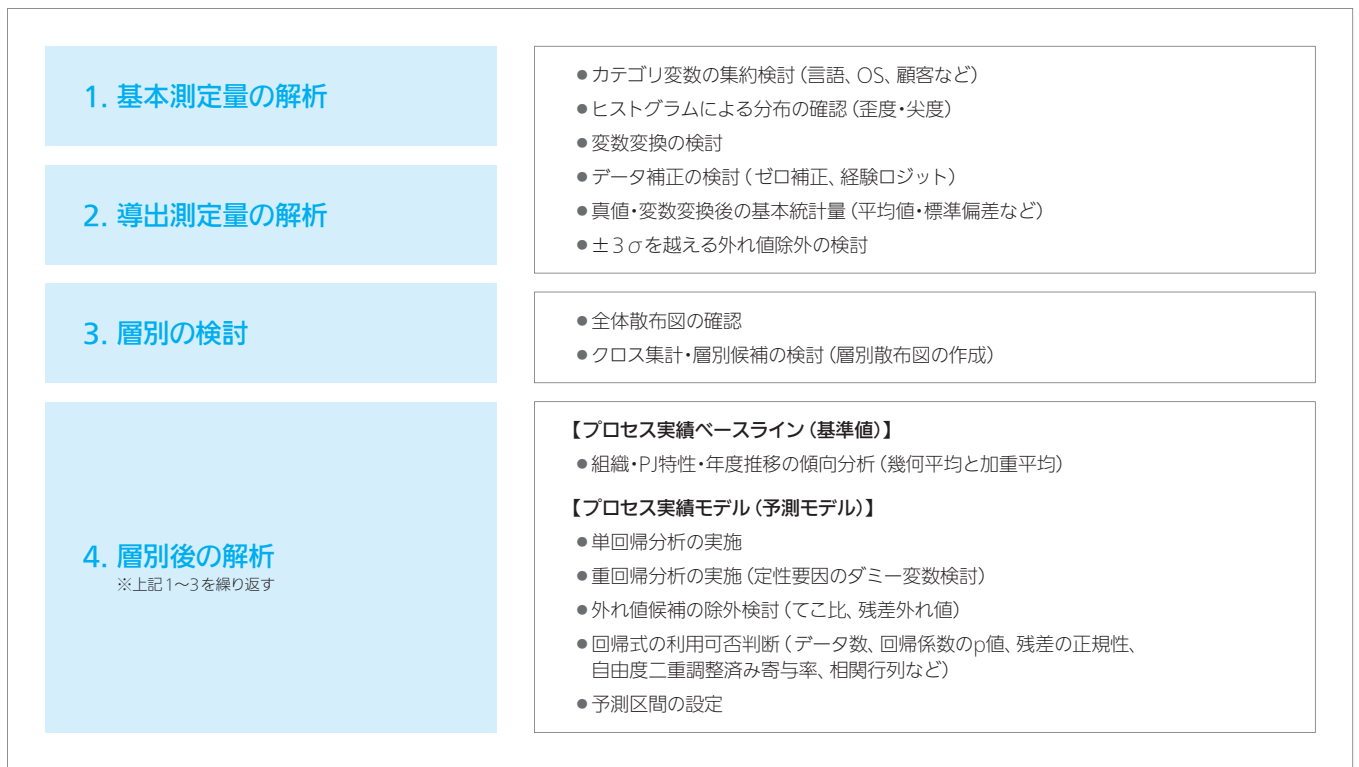 1. 基本測定量の解析
2. 導出測定量の解析
●カテゴリ変数の集約検討（言語、OS、顧客など）
●ヒストグラムによる分布の確認（歪度・尖度）
●変数変換の検討
●データ補正の検討（ゼロ補正、経験ロジット）
●真値・変数変換後の基本統計量（平均値・標準偏差など）
●±3σを越える外れ値除外の検討
3. 層別の検討
●全体散布図の確認
●クロス集計・層別候補の検討（層別散布図の作成）
4. 層別後の解析
※上記1～3を繰り返す
【プロセス実績ベースライン（基準値）】
●組織・PJ特性・年度推移の傾向分析（幾何平均と加重平均）
【プロセス実績モデル（予測モデル）】
●単回帰分析の実施
●重回帰分析の実施（定性要因のダミー変数検討）
●外れ値候補の除外検討（てこ比、残差外れ値）
●回帰式の利用可否判断（データ数、回帰係数のp値、残差の正規性、
自由度二重調整済み寄与率、相関行列など）
●予測区間の設定